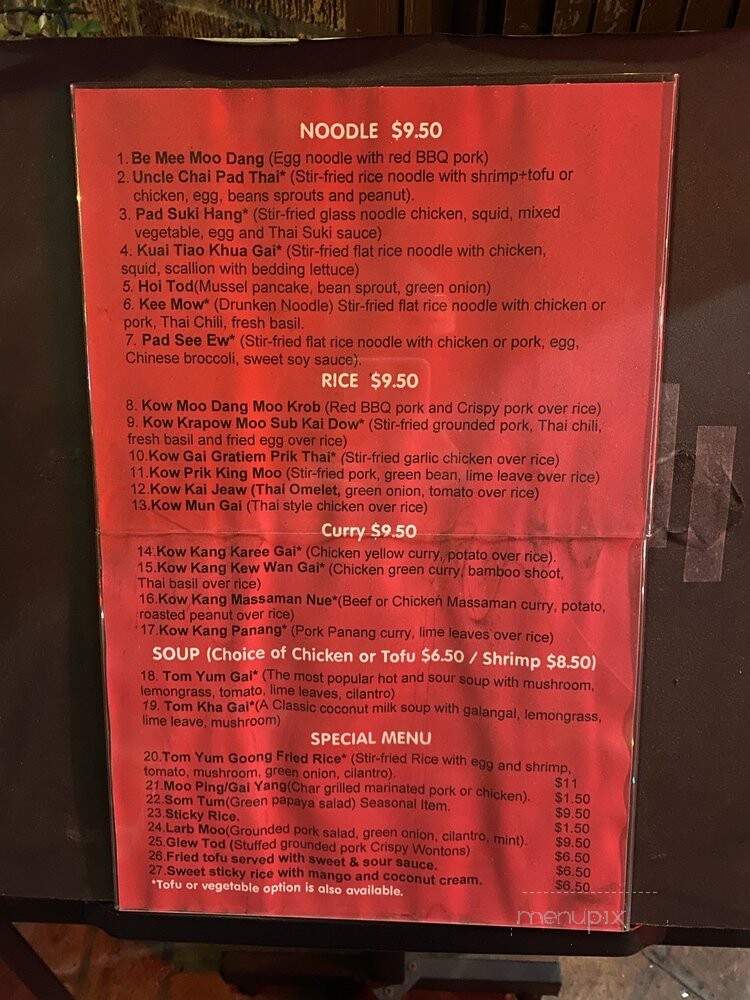 NOODLE $9.50
1. Be Mee Moo Dang (Egg noodle with red BBQ pork)
2. Uncle Chai Pad Thai* (Stir-fried rice noodle with shrimp+tofu or
chicken, egg, beans sprouts and peanut).
3. Pad Suki Hang* (Stir-fried glass noodle chicken, squid, mixed
vegetable, egg and Thai Suki sauce)
4. Kuai Tiao Khua Gai* (Stir-fried flat rice noodle with chicken,
squid, scallion with bedding lettuce)
5. Hoi Tod(Mussel pancake, bean sprout, green onion)
6. Kee Mow* (Drunken Noodle) Stir-fried flat rice noodle with chicken or
pork, Thai Chili, fresh basil.
7. Pad See Ew* (Stir-fried flat rice noodle with chicken or pork, egg,
Chinese broccoli, sweet soy sauce).
RICE $9.50
8. Kow Moo Dang Moo Krob (Red BBQ pork and Crispy pork over rice)
9. Kow Krapow Moo Sub Kai Dow* (Stir-fried grounded pork, Thai chili,
fresh basil and fried egg over rice)
10.Kow Gai Gratiem Prik Thai* (Stir-fried garlic chicken over rice)
11.Kow Prik King Moo (Stir-fried pork, green bean, lime leave over rice)
12.Kow Kai Jeaw (Thai Omelet, green onion, tomato over rice)
13.Kow Mun Gai (Thai style chicken over rice)
Curry $9.50
14.Kow Kang Karee Gai* (Chicken yellow curry, potato over rice).
15.Kow Kang Kew Wan Gai* (Chicken green curry, bamboo shoot,
Thai basil over rice)
16.Kow Kang Massaman Nue*(Beef or Chicken Massaman curry, potato,
roasted peanut over rice)
17.Kow Kang Panang* (Pork Panang curry, lime leaves over rice)
SOUP (Choice of Chicken or Tofu $6.50 / Shrimp $8.50)
18. Tom Yum Gai* (The most popular hot and sour soup with mushroom,
lemongrass, tomato, lime leaves, cilantro)
19. Tom Kha Gai*(A Classic coconut milk soup with galangal, lemongrass,
lime leave, mushroom)
SPECIAL MENU
20.Tom Yum Goong Fried Rice* (Stir-fried Rice with egg and shrimp,
tomato, mushroom, green onion, cilantro). $11
21.Moo Ping/Gai Yang(Char grilled marinated pork or chicken). $1.50
22.Som Tum(Green papaya salad) Seasonal Item. $9.50
23.Sticky Rice. $1.50
24.Larb Moo(Grounded pork salad, green onion, cilantro, mint). $9.50
25.Giew Tod (Stuffed grounded pork Crispy Wontons) $6.50
26.Fried tofu served with sweet & sour sauce. $6.50
27.Sweet sticky rice with mango and coconut cream. $6.50
*Tofu or vegetable option is also available.
menupix